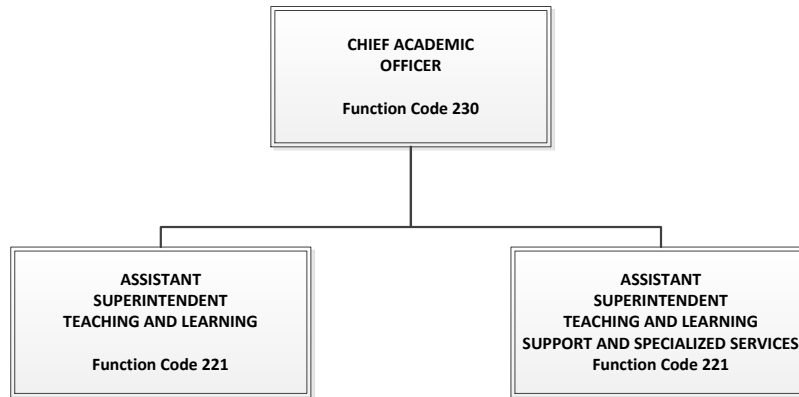 CHIEF ACADEMIC
OFFICER
Function Code 230
ASSISTANT
SUPERINTENDENT
TEACHING AND LEARNING
Function Code 221
ASSISTANT
SUPERINTENDENT
TEACHING AND LEARNING
SUPPORT AND SPECIALIZED SERVICES
Function Code 221